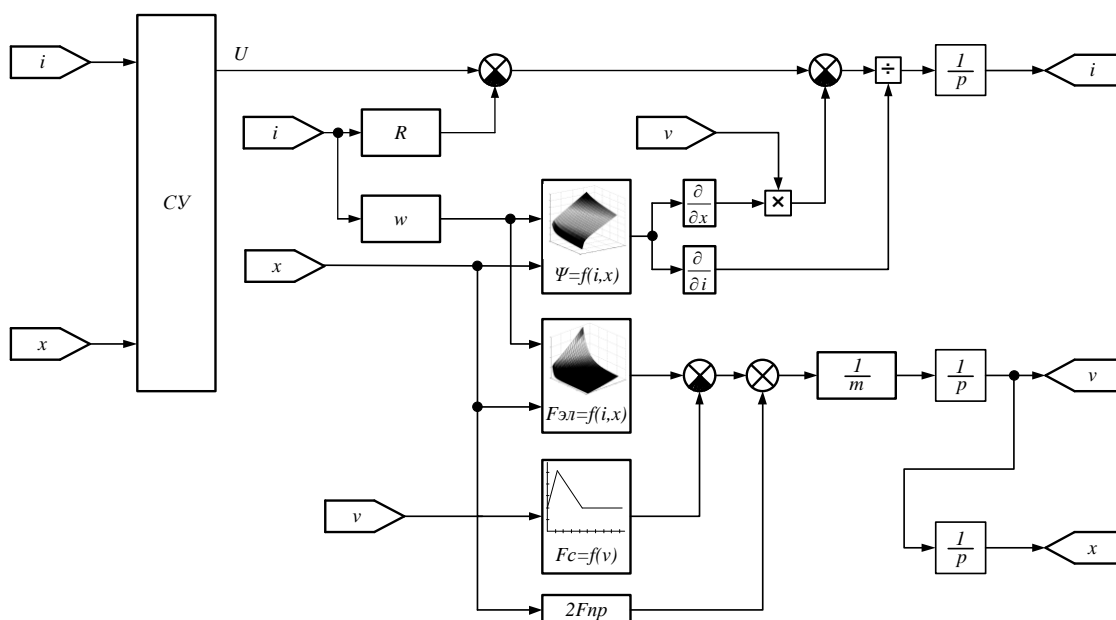 i
x
СУ
U
i
R
w
x
Ψ=f(i,x)
v
∂
∂x
×
∂
∂i
÷
1
p
i
Fэл=f(i,x)
1
m
1
p
v
v
Fc=f(v)
1
p
x
2Fпр